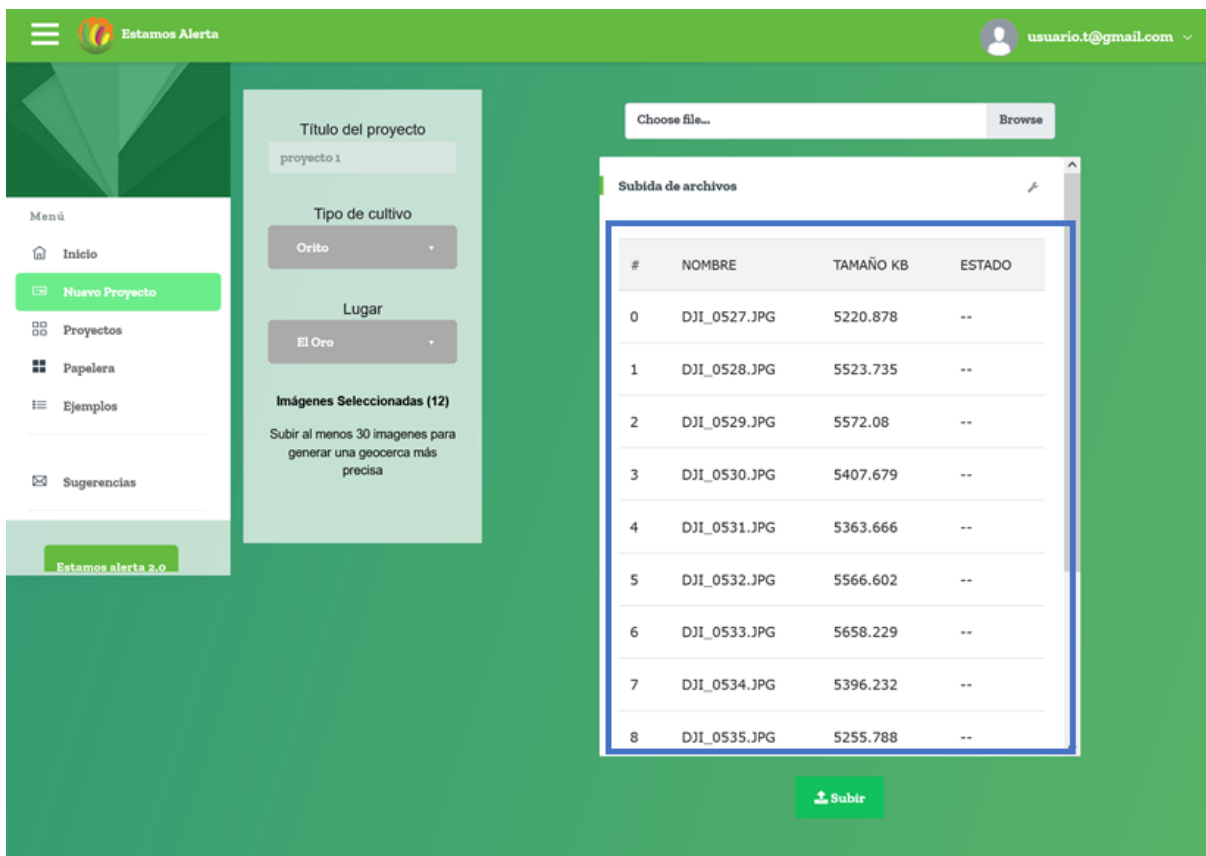 Estamos Alerta
usuario.t@gmail.com
Menú
Inicio
Nuevo Proyecto
Proyectos
Papelera
Ejemplos
Sugerencias
Estamos alerta 2.0
Título del proyecto
proyecto 1
Tipo de cultivo
Orito
Lugar
El Oro
Imágenes Seleccionadas (12)
Subir al menos 30 imagenes para
generar una geocerca más
precisa
Choose file... Browse
Subida de archivos
# NOMBRE TAMAÑO KB ESTADO
0 DJI_0527.JPG 5220.878 --
1 DJI_0528.JPG 5523.735 --
2 DJI_0529.JPG 5572.08 --
3 DJI_0530.JPG 5407.679 --
4 DJI_0531.JPG 5363.666 --
5 DJI_0532.JPG 5566.602 --
6 DJI_0533.JPG 5658.229 --
7 DJI_0534.JPG 5396.232 --
8 DJI_0535.JPG 5255.788 --
Subir